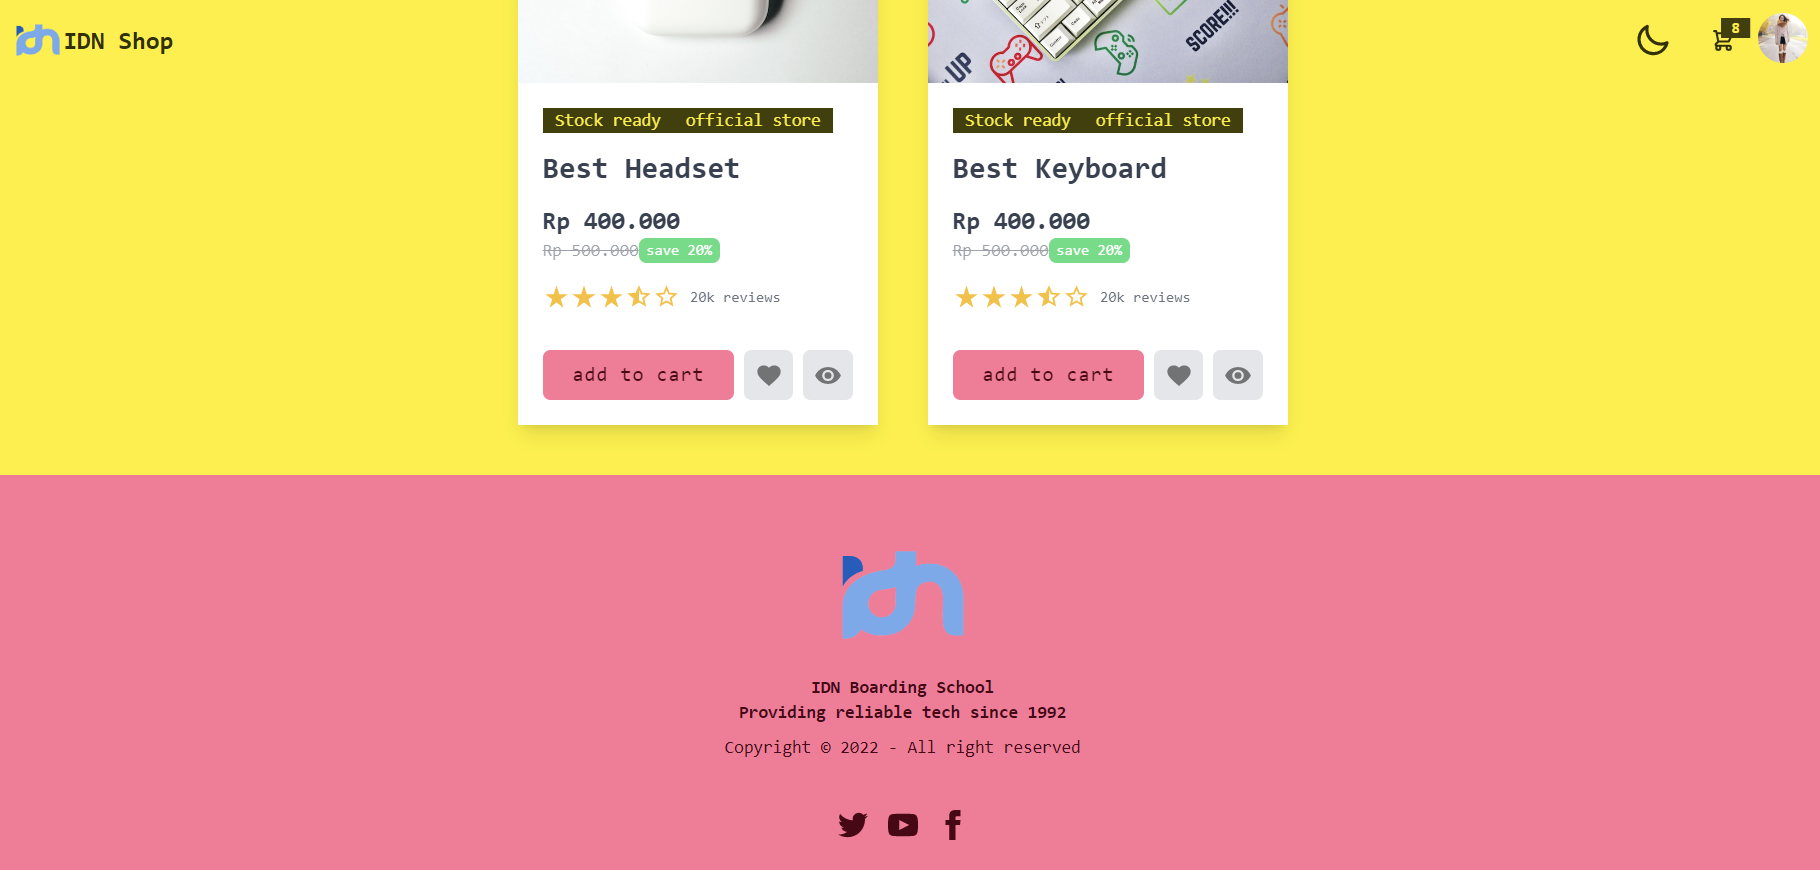 IDN Shop
8
UP
SCORE!!!
Stock ready official store
Best Headset
Rp 400.000
Rp 500.000 save 20%
20k reviews
add to cart
Stock ready official store
Best Keyboard
Rp 400.000
Rp 500.000 save 20%
20k reviews
add to cart
idn
IDN Boarding School
Providing reliable tech since 1992
Copyright © 2022 - All right reserved